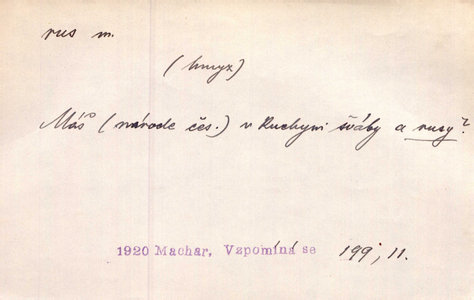 rus m.
(hmyz)
Máš (národe čes.) v kuchyni šváby a rusy?
1920 Machar, Vzpomíná se 199, 11.